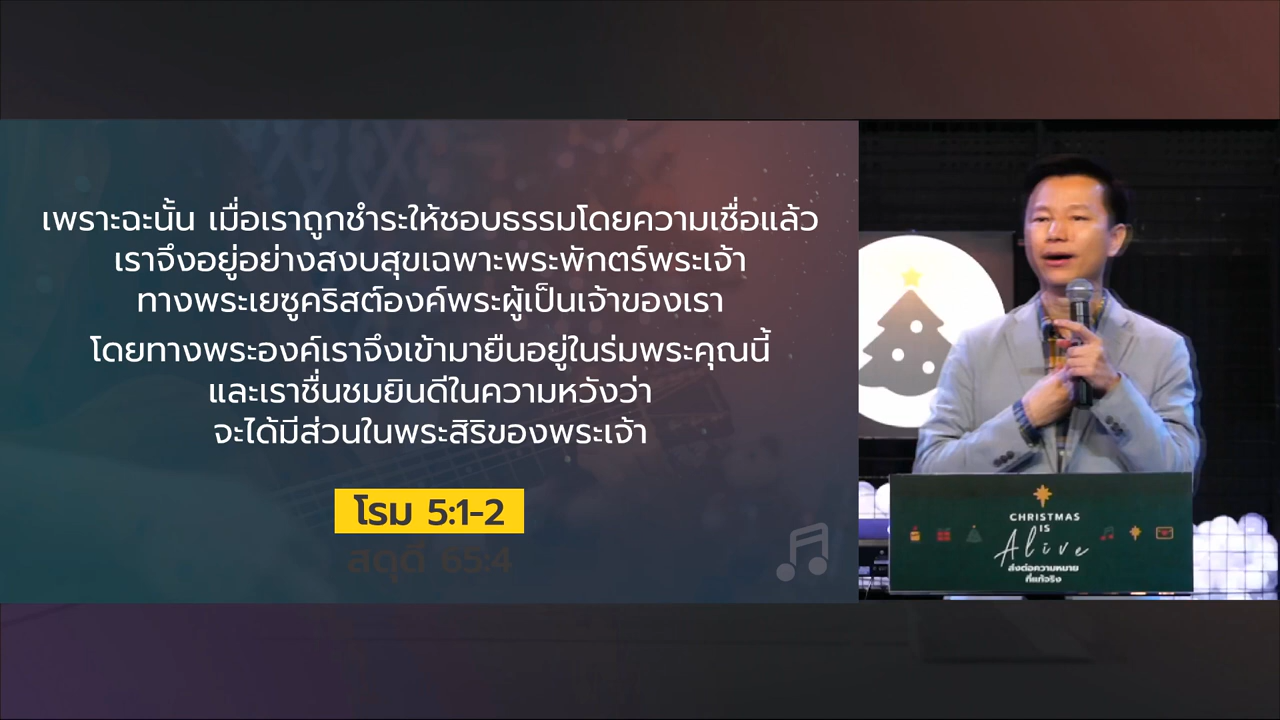 เพราะฉะนั้น เมื่อเราถูกชำระให้ชอบธรรมโดยความเชื่อแล้ว
เราจึงอยู่อย่างสงบสุขเฉพาะพระพักตร์พระเจ้า
ทางพระเยซูคริสต์องค์พระผู้เป็นเจ้าของเรา
โดยทางพระองค์เราจึงเข้ามายืนอยู่ในร่มพระคุณนี้
และเราชื่นชมยินดีในความหวังว่า
จะได้มีส่วนในพระสิริของพระเจ้า
โรม 5:1-2
สดุดี 65:4
CHRISTMAS
IS
Alive
ส่งต่อความหมาย
ที่แท้จริง